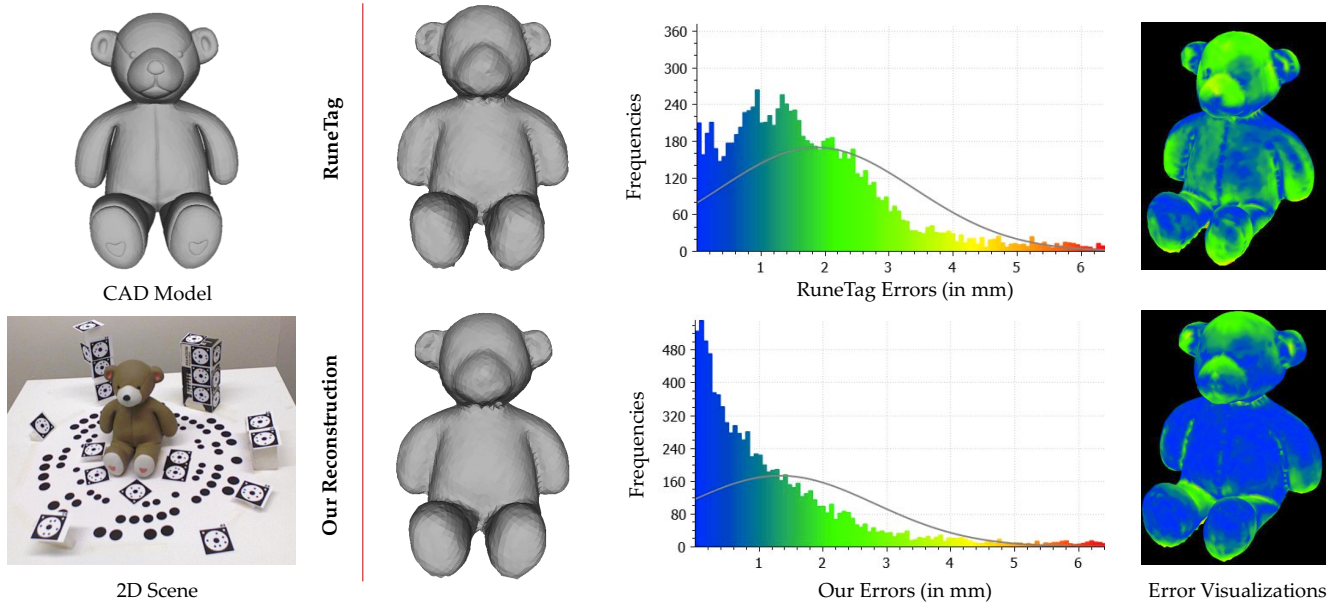 CAD Model
2D Scene
RuneTag
Our Reconstruction
Frequencies
360
300
240
180
120
60
0
1 2 3 4 5 6
RuneTag Errors (in mm)
Frequencies
480
400
320
240
160
80
0
1 2 3 4 5 6
Our Errors (in mm)
Error Visualizations